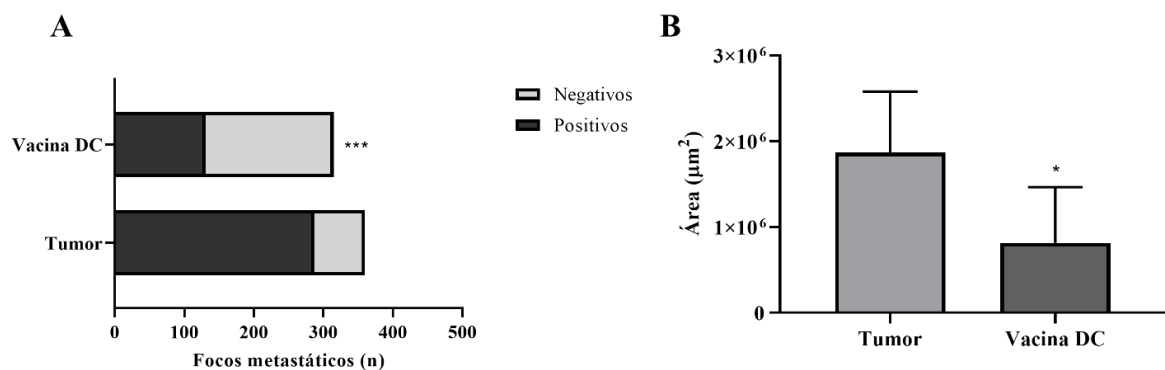 A
Vacina DC
***
Tumor
0 100 200 300 400 500
Focos metastáticos (n)
Negativos
Positivos
B
3×10⁶
2×10⁶
1×10⁶
0
Área (µm²)
*
Tumor Vacina DC